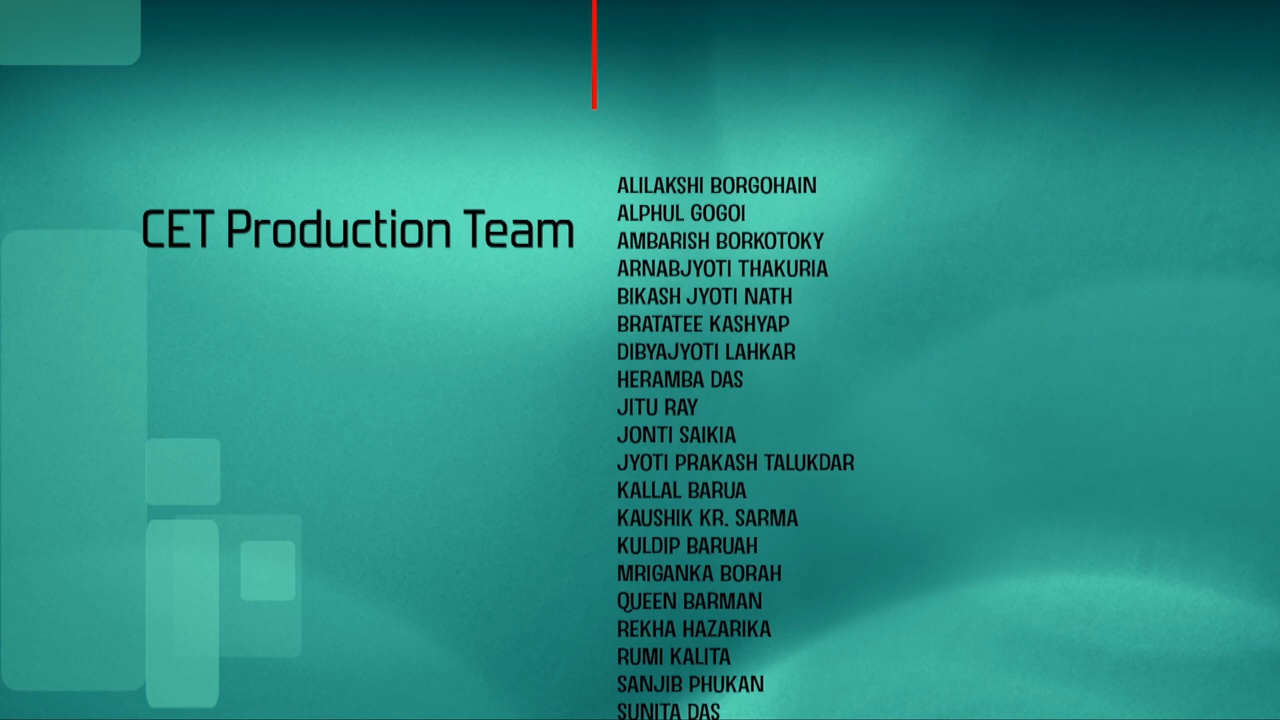 CET Production Team
ALILAKSHI BORGOHAIN
ALPHUL GOGOI
AMBARISH BORKOTOKY
ARNABJYOTI THAKURIA
BIKASH JYOTI NATH
BRATATEE KASHYAP
DIBYAJYOTI LAHKAR
HERAMBA DAS
JITU RAY
JONTI SAIKIA
JYOTI PRAKASH TALUKDAR
KALLAL BARUA
KAUSHIK KR. SARMA
KULDIP BARUAH
MRIGANKA BORAH
QUEEN BARMAN
REKHA HAZARIKA
RUMI KALITA
SANJIB PHUKAN
SUNITA DAS